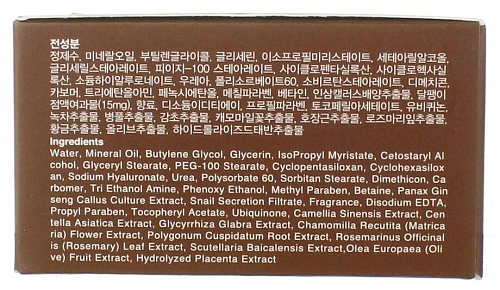 전성분
정제수, 미네랄오일, 부틸렌글라이콜, 글리세린, 이소프로필미리스테이트, 세테아릴알코올,
글리세릴스테아레이트, 피이지-100 스테아레이트, 사이클로펜타실록산, 사이클로헥사실
록산, 소듐하이알루로네이트, 우레아, 폴리소르베이트60, 소비탄스테아레이트, 디메치콘,
카보머, 트리에탄올아민, 페녹시에탄올, 메칠파라벤, 베타인, 인삼캘러스배양추출물, 달팽이
점액여과물(15mg), 향료, 디소듐이디티에이, 프로필파라벤, 토코페릴아세테이트, 유비퀴논,
녹차추출물, 병풀추출물, 감초추출물, 캐모마일꽃추출물, 호장근추출물, 로즈마리잎추출물,
황금추출물, 올리브추출물, 하이드롤라이즈드태반추출물
Ingredients
Water, Mineral Oil, Butylene Glycol, Glycerin, IsoPropyl Myristate, Cetostaryl Al
cohol, Glyceryl Stearate, PEG-100 Stearate, Cyclopentasiloxan, Cyclohexasilox
an, Sodium Hyaluronate, Urea, Polysorbate 60, Sorbitan Stearate, Dimethicon, Ca
rbomer, Tri Ethanol Amine, Phenoxy Ethanol, Methyl Paraben, Betaine, Panax Gin
seng Callus Culture Extract, Snail Secretion Filtrate, Fragrance, Disodium EDTA,
Propyl Paraben, Tocopheryl Acetate, Ubiquinone, Camellia Sinensis Extract, Cen
tella Asiatica Extract, Glycyrrhiza Glabra Extract, Chamomilla Recutita (Matrica
ria) Flower Extract, Polygonum Cuspidatum Root Extract, Rosemarinus Officinal
is (Rosemary) Leaf Extract, Scutellaria Baicalensis Extract,Olea Europaea (Oli
ve) Fruit Extract, Hydrolyzed Placenta Extract